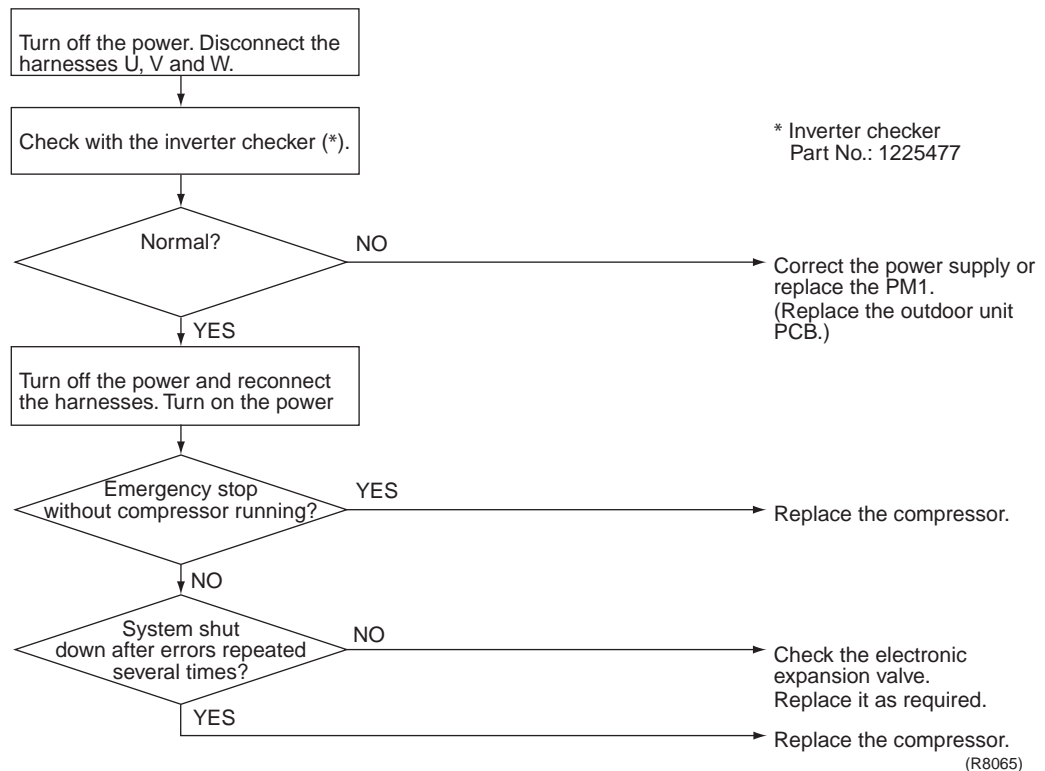 Turn off the power. Disconnect the
harnesses U, V and W.
Check with the inverter checker (*).
* Inverter checker
Part No.: 1225477
Normal?
NO
Correct the power supply or
replace the PM1.
(Replace the outdoor unit
PCB.)
YES
Turn off the power and reconnect
the harnesses. Turn on the power
Emergency stop
without compressor running?
YES
Replace the compressor.
NO
System shut
down after errors repeated
several times?
NO
Check the electronic
expansion valve.
Replace it as required.
YES
Replace the compressor.
(R8065)